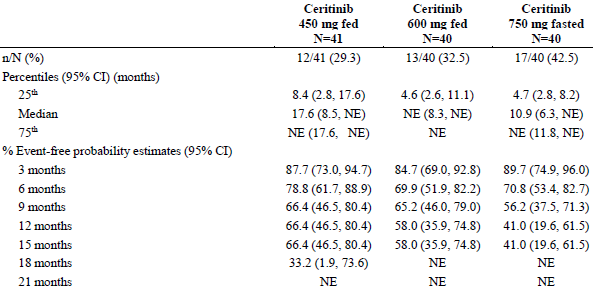 Ceritinib Ceritinib Ceritinib
450 mg fed 600 mg fed 750 mg fasted
N=41 N=40 N=40
n/N (%) 12/41 (29.3) 13/40 (32.5) 17/40 (42.5)
Percentiles (95% CI) (months)
25th 8.4 (2.8, 17.6) 4.6 (2.6, 11.1) 4.7 (2.8, 8.2)
Median 17.6 (8.5, NE) NE (8.3, NE) 10.9 (6.3, NE)
75th NE (17.6, NE) NE NE (11.8, NE)
% Event-free probability estimates (95% CI)
3 months 87.7 (73.0, 94.7) 84.7 (69.0, 92.8) 89.7 (74.9, 96.0)
6 months 78.8 (61.7, 88.9) 69.9 (51.9, 82.2) 70.8 (53.4, 82.7)
9 months 66.4 (46.5, 80.4) 65.2 (46.0, 79.0) 56.2 (37.5, 71.3)
12 months 66.4 (46.5, 80.4) 58.0 (35.9, 74.8) 41.0 (19.6, 61.5)
15 months 66.4 (46.5, 80.4) 58.0 (35.9, 74.8) 41.0 (19.6, 61.5)
18 months 33.2 (1.9, 73.6) NE NE
21 months NE NE NE